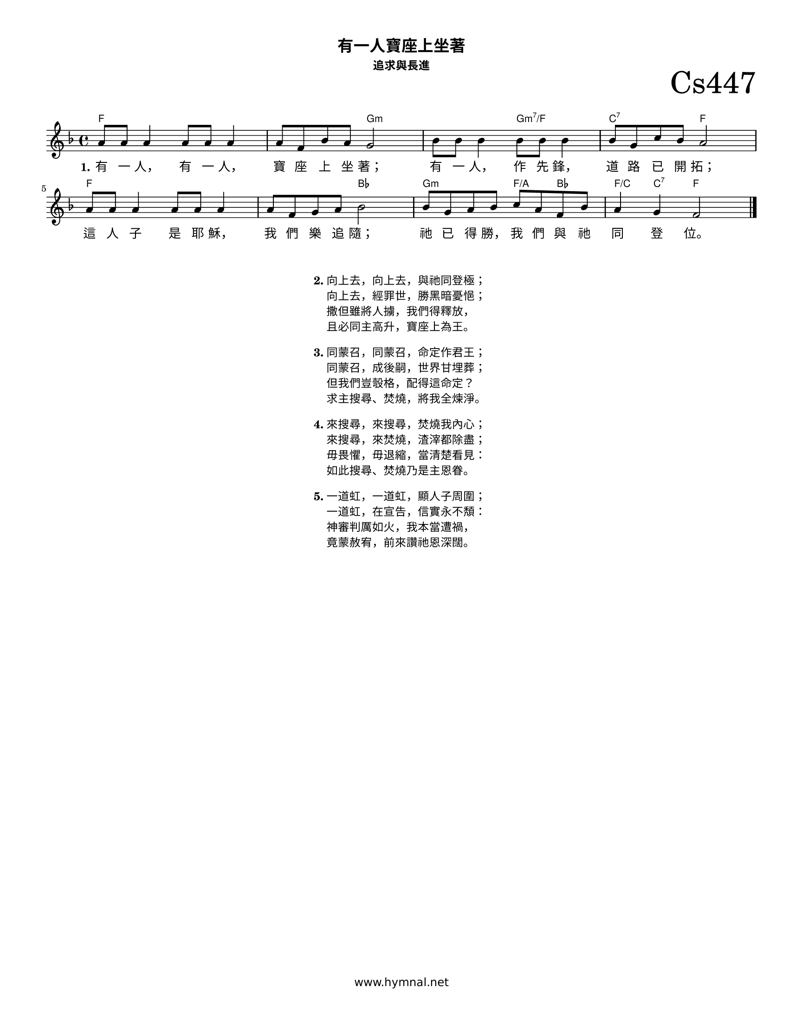 有一人寶座上坐著
追求與長進
Cs447
F Gm Gm7/F C7 F
1. 有 一 人， 有 一 人， 寶 座 上 坐 著； 有 一 人， 作 先 鋒， 道 路 已 開 拓；
5 F B♭ Gm F/A B♭ F/C C7 F
這 人 子 是 耶 穌， 我 們 樂 追 隨； 祂 已 得 勝， 我 們 與 祂 同 登 位。
2. 向上去，向上去，與祂同登極；
向上去，經罪世，勝黑暗憂悒；
撒但雖將人擄，我們得釋放，
且必同主高升，寶座上為王。
3. 同蒙召，同蒙召，命定作君王；
同蒙召，成後嗣，世界甘埋葬；
但我們豈彀格，配得這命定？
求主搜尋、焚燒，將我全煉淨。
4. 來搜尋，來搜尋，焚燒我內心；
來搜尋，來焚燒，渣滓都除盡；
毋畏懼，毋退縮，當清楚看見：
如此搜尋、焚燒乃是主恩眷。
5. 一道虹，一道虹，顯人子周圍；
一道虹，在宣告，信實永不頹：
神審判厲如火，我本當遭禍，
竟蒙赦宥，前來讚祂恩深闊。
www.hymnal.net